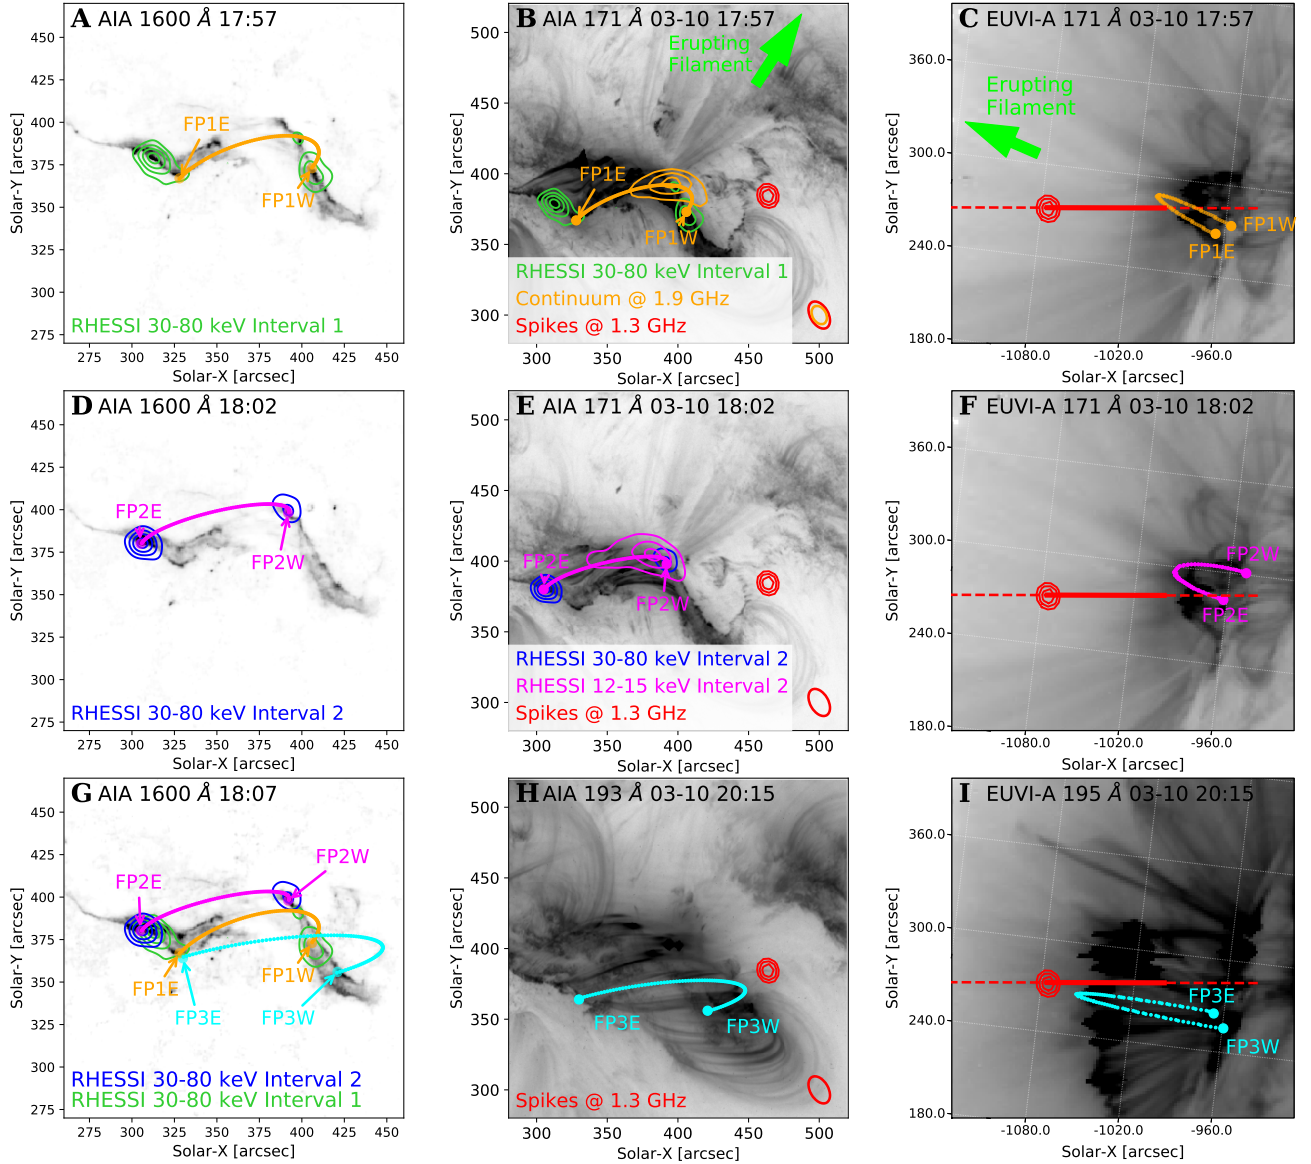 A AIA 1600 Å 17:57
450
425
400
375
350
325
300
275
275 300 325 350 375 400 425 450
Solar-X [arcsec]
Solar-Y [arcsec]
FP1E
FP1W
RHESSI 30-80 keV Interval 1
B AIA 171 Å 03-10 17:57
500
450
400
350
300
300 350 400 450 500
Solar-X [arcsec]
Solar-Y [arcsec]
Erupting
Filament
FP1E
FP1W
RHESSI 30-80 keV Interval 1
Continuum @ 1.9 GHz
Spikes @ 1.3 GHz
C EUVI-A 171 Å 03-10 17:57
360.0
300.0
240.0
180.0
-1080.0 -1020.0 -960.0
Solar-X [arcsec]
Solar-Y [arcsec]
Erupting
Filament
FP1W
FP1E
D AIA 1600 Å 18:02
450
425
400
375
350
325
300
275
275 300 325 350 375 400 425 450
Solar-X [arcsec]
Solar-Y [arcsec]
FP2E
FP2W
RHESSI 30-80 keV Interval 2
E AIA 171 Å 03-10 18:02
500
450
400
350
300
300 350 400 450 500
Solar-X [arcsec]
Solar-Y [arcsec]
FP2E
FP2W
RHESSI 30-80 keV Interval 2
RHESSI 12-15 keV Interval 2
Spikes @ 1.3 GHz
F EUVI-A 171 Å 03-10 18:02
360.0
300.0
240.0
180.0
-1080.0 -1020.0 -960.0
Solar-X [arcsec]
Solar-Y [arcsec]
FP2W
FP2E
G AIA 1600 Å 18:07
450
425
400
375
350
325
300
275
275 300 325 350 375 400 425 450
Solar-X [arcsec]
Solar-Y [arcsec]
FP2W
FP2E
FP1E
FP1W
FP3E
FP3W
RHESSI 30-80 keV Interval 2
RHESSI 30-80 keV Interval 1
H AIA 193 Å 03-10 20:15
500
450
400
350
300
300 350 400 450 500
Solar-X [arcsec]
Solar-Y [arcsec]
FP3E
FP3W
Spikes @ 1.3 GHz
I EUVI-A 195 Å 03-10 20:15
360.0
300.0
240.0
180.0
-1080.0 -1020.0 -960.0
Solar-X [arcsec]
Solar-Y [arcsec]
FP3E
FP3W